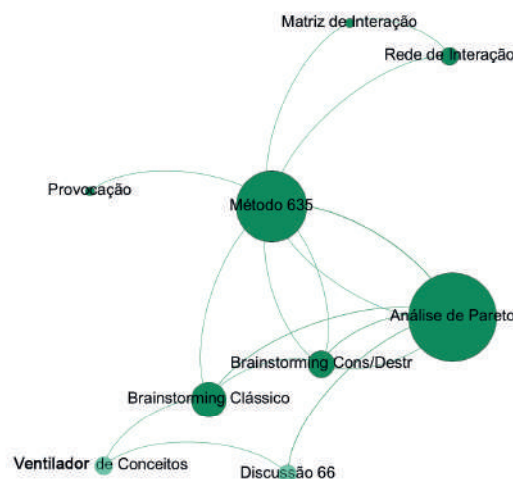 Matriz de Interação
Rede de Interação
Provocação
Método 635
Análise de Pareto
Brainstorming Cons/Destr
Brainstorming Clássico
Ventilador de Conceitos
Discussão 66